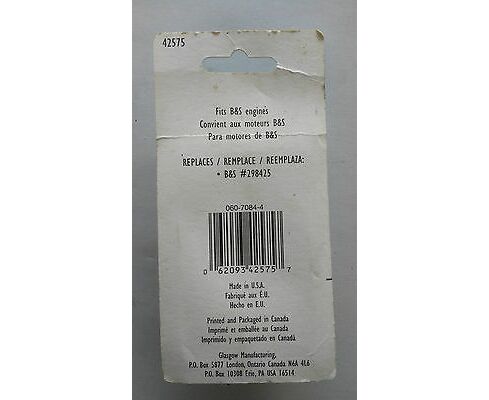 42575
Fits B&S engines
Convient aux moteurs B&S
Para motores de B&S
REPLACES / REMPLACE / REEMPLAZA:
• B&S #298425
060-7084-4
0 62093 42575 7
Made in U.S.A.
Fabriqué aux É.U.
Hecho en E.U.
Printed and Packaged in Canada
Imprimé et emballée au Canada
Imprimido y empaquetado en Canadá
Glasgow Manufacturing,
P.O. Box 5877 London, Ontario Canada N6A 4L6
P.O. Box 10308 Erie, PA USA 16514